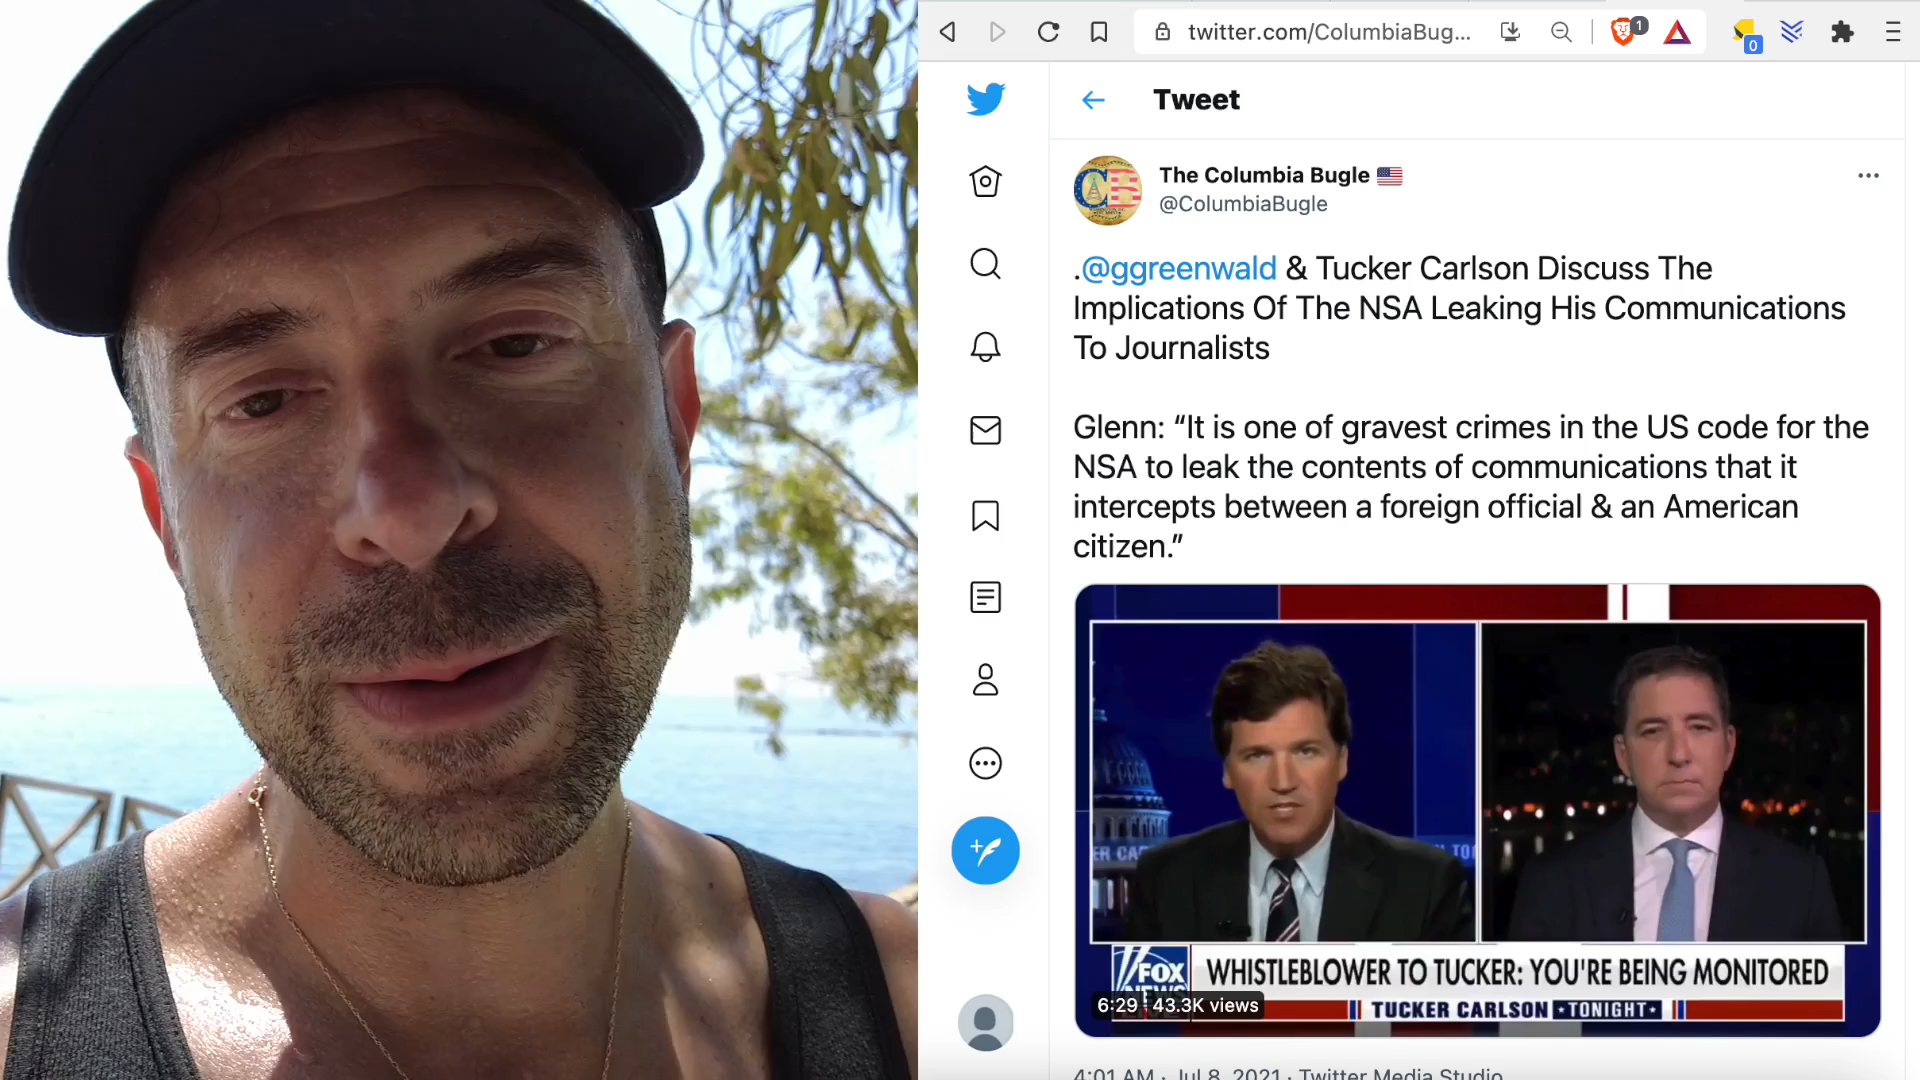 twitter.com/ColumbiaBug...
1
0
Tweet
The Columbia Bugle
@ColumbiaBugle
.@ggreenwald & Tucker Carlson Discuss The
Implications Of The NSA Leaking His Communications
To Journalists
Glenn: “It is one of gravest crimes in the US code for the
NSA to leak the contents of communications that it
intercepts between a foreign official & an American
citizen.”
FOX
NEWS
WHISTLEBLOWER TO TUCKER: YOU'RE BEING MONITORED
6:29 43.3K views
TUCKER CARLSON TONIGHT
4:01 AM · Jul 8, 2021 · Twitter Media Studio